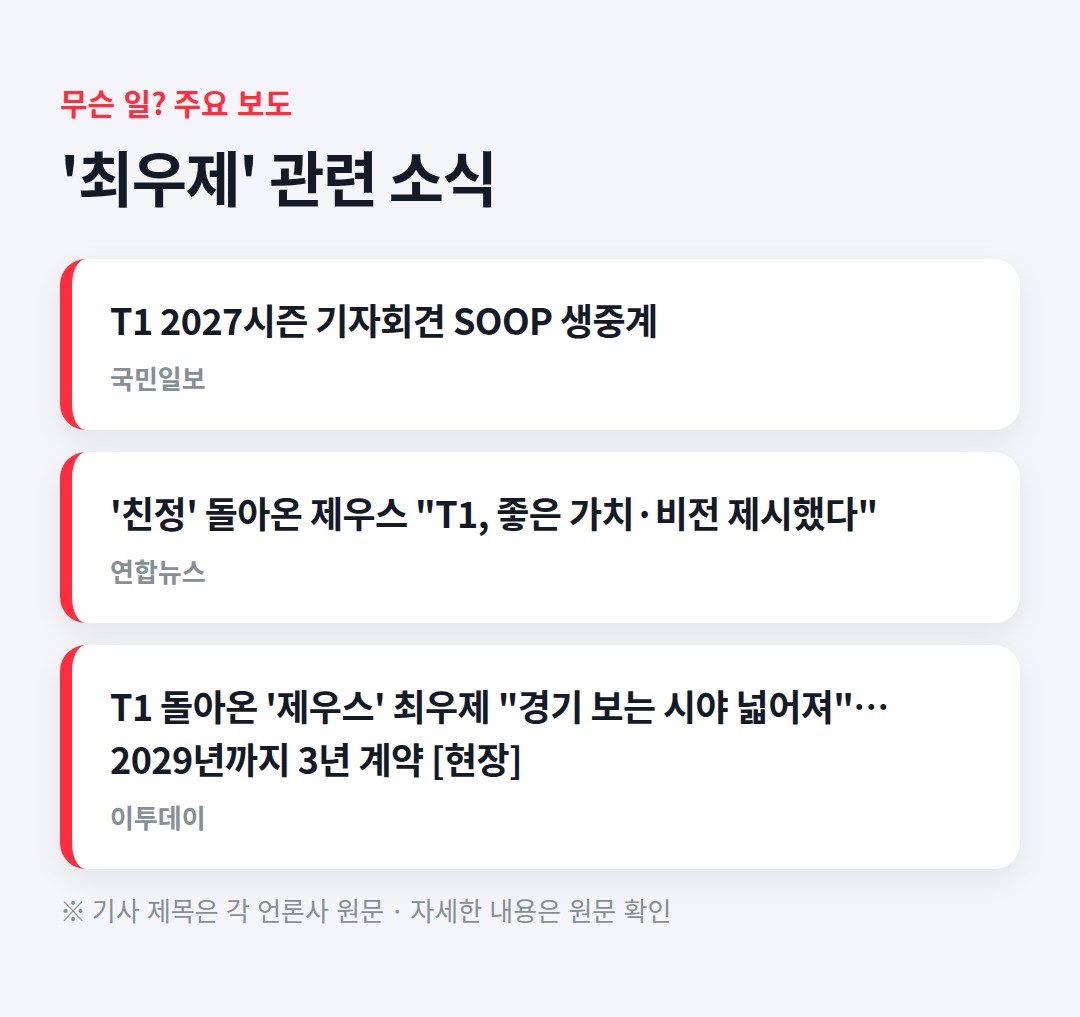 무슨 일? 주요 보도
'최우제' 관련 소식
T1 2027시즌 기자회견 SOOP 생중계
국민일보
'친정' 돌아온 제우스 "T1, 좋은 가치·비전 제시했다"
연합뉴스
T1 돌아온 '제우스' 최우제 "경기 보는 시야 넓어져"…
2029년까지 3년 계약 [현장]
이투데이
※ 기사 제목은 각 언론사 원문 · 자세한 내용은 원문 확인